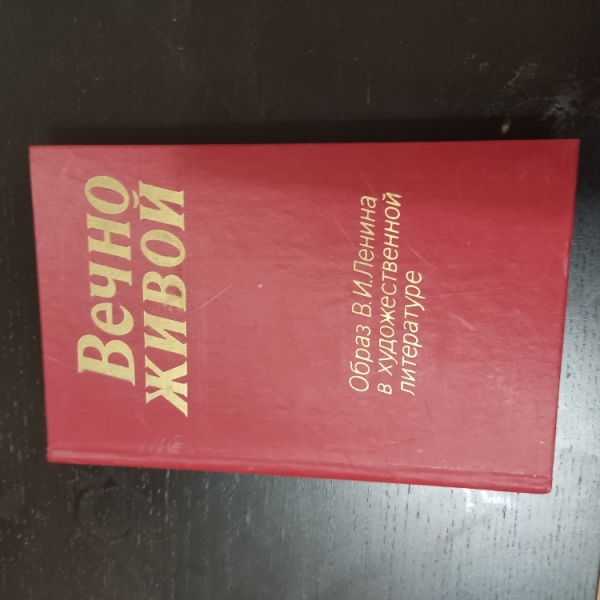 Вечно
живой
Образ В.И.Ленина
в художественной
литературе